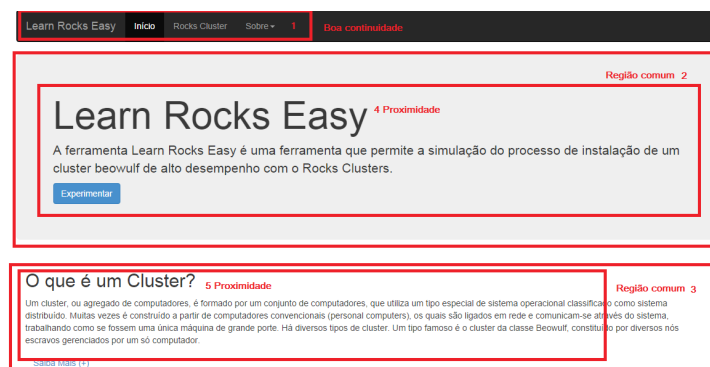 Learn Rocks Easy Início Rocks Cluster Sobre 1 Boa continuidade
Região comum 2
Learn Rocks Easy 4 Proximidade
A ferramenta Learn Rocks Easy é uma ferramenta que permite a simulação do processo de instalação de um
cluster beowulf de alto desempenho com o Rocks Clusters.
Experimentar
O que é um Cluster? 5 Proximidade
Região comum 3
Um cluster, ou agregado de computadores, é formado por um conjunto de computadores, que utiliza um tipo especial de sistema operacional classificado como sistema
distribuído. Muitas vezes é construído a partir de computadores convencionais (personal computers), os quais são ligados em rede e comunicam-se através do sistema,
trabalhando como se fossem uma única máquina de grande porte. Há diversos tipos de cluster. Um tipo famoso é o cluster da classe Beowulf, constituído por diversos nós
escravos gerenciados por um só computador.
Saiba Mais (+)